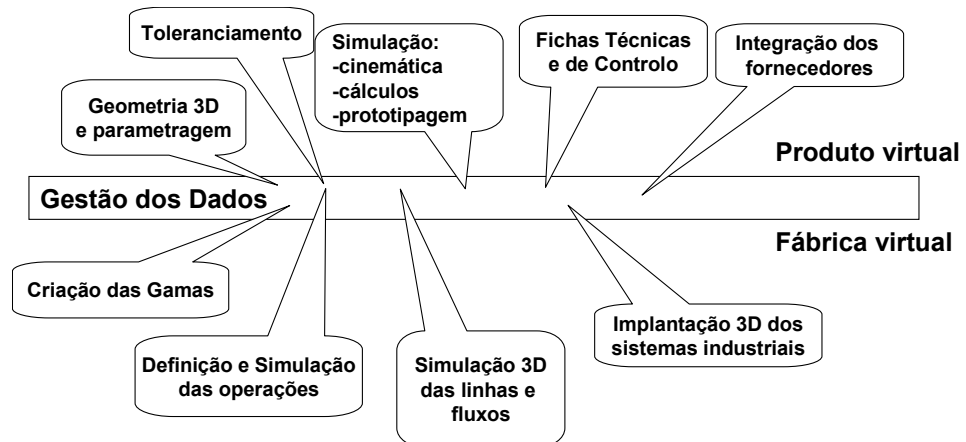 Toleranciamento
Simulação:
-cinemática
-cálculos
-prototipagem
Fichas Técnicas
e de Controlo
Integração dos
fornecedores
Geometria 3D
e parametragem
Produto virtual
Gestão dos Dados
Fábrica virtual
Criação das Gamas
Definição e Simulação
das operações
Simulação 3D
das linhas e
fluxos
Implantação 3D dos
sistemas industriais